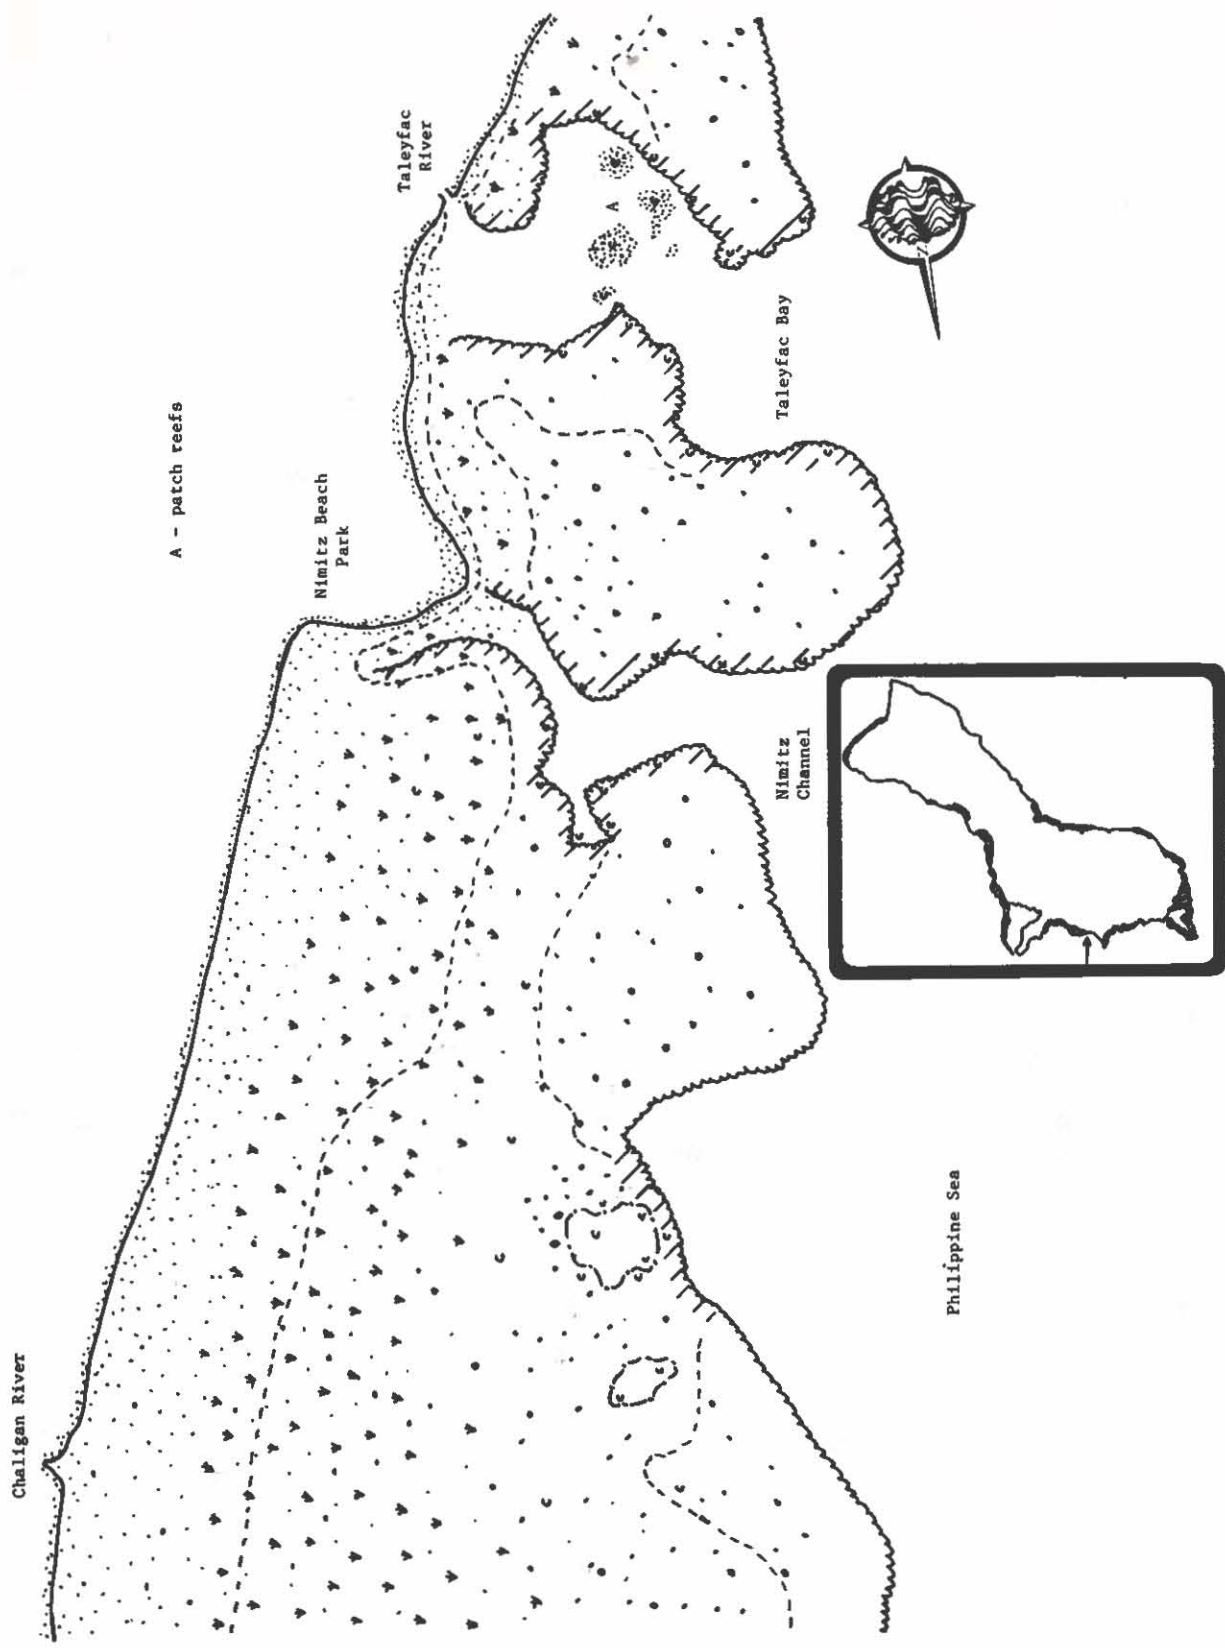 Chaligan River
A - patch reefs
Nimitz Beach
Park
Taleyfac
River
A
Taleyfac Bay
Nimitz
Channel
Philippine Sea
N